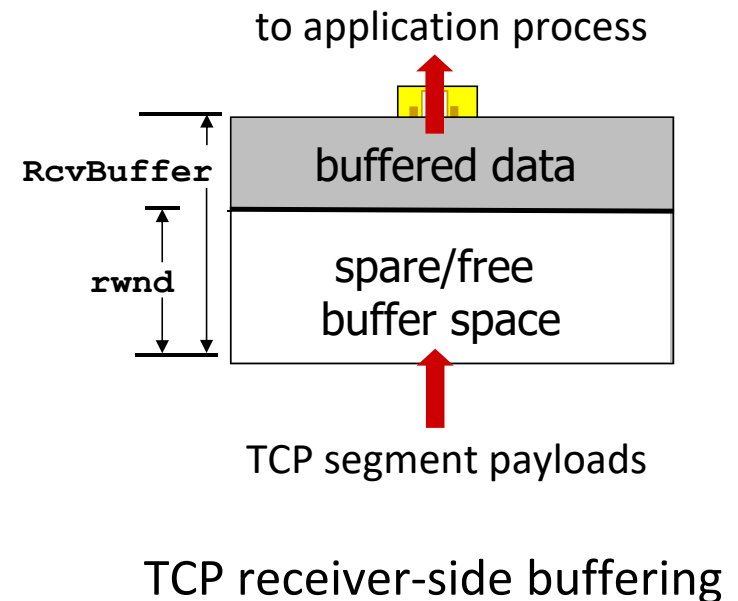 to application process
RcvBuffer
buffered data
rwnd
spare/free
buffer space
TCP segment payloads
TCP receiver-side buffering